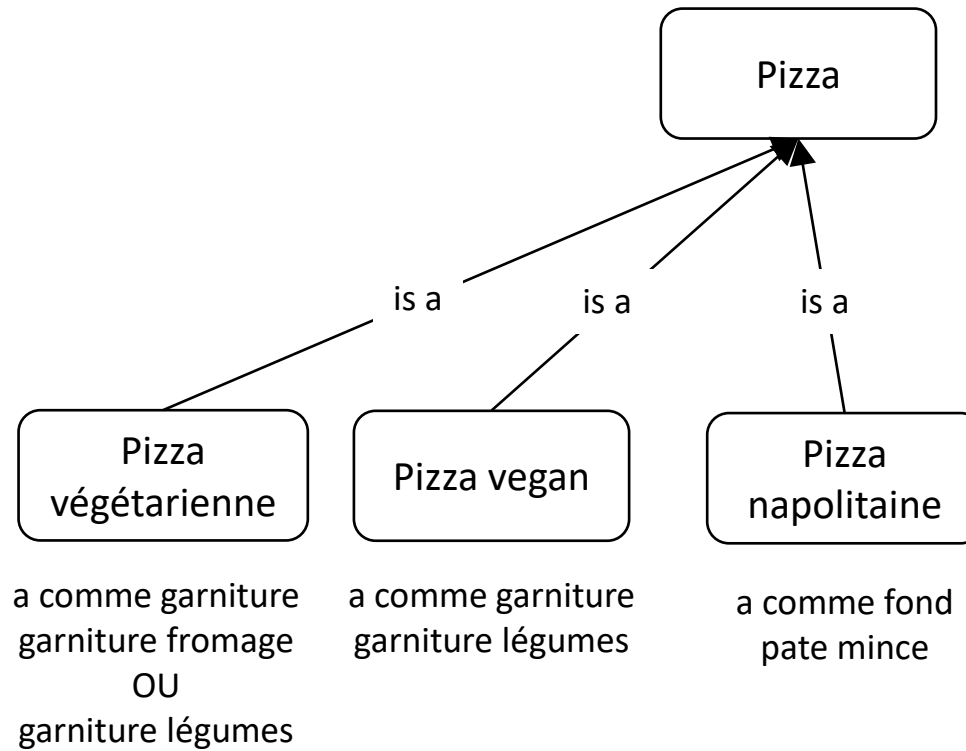 Pizza
is a
is a
is a
Pizza
végétarienne
Pizza vegan
Pizza
napolitaine
a comme garniture
garniture fromage
OU
garniture légumes
a comme garniture
garniture légumes
a comme fond
pate mince